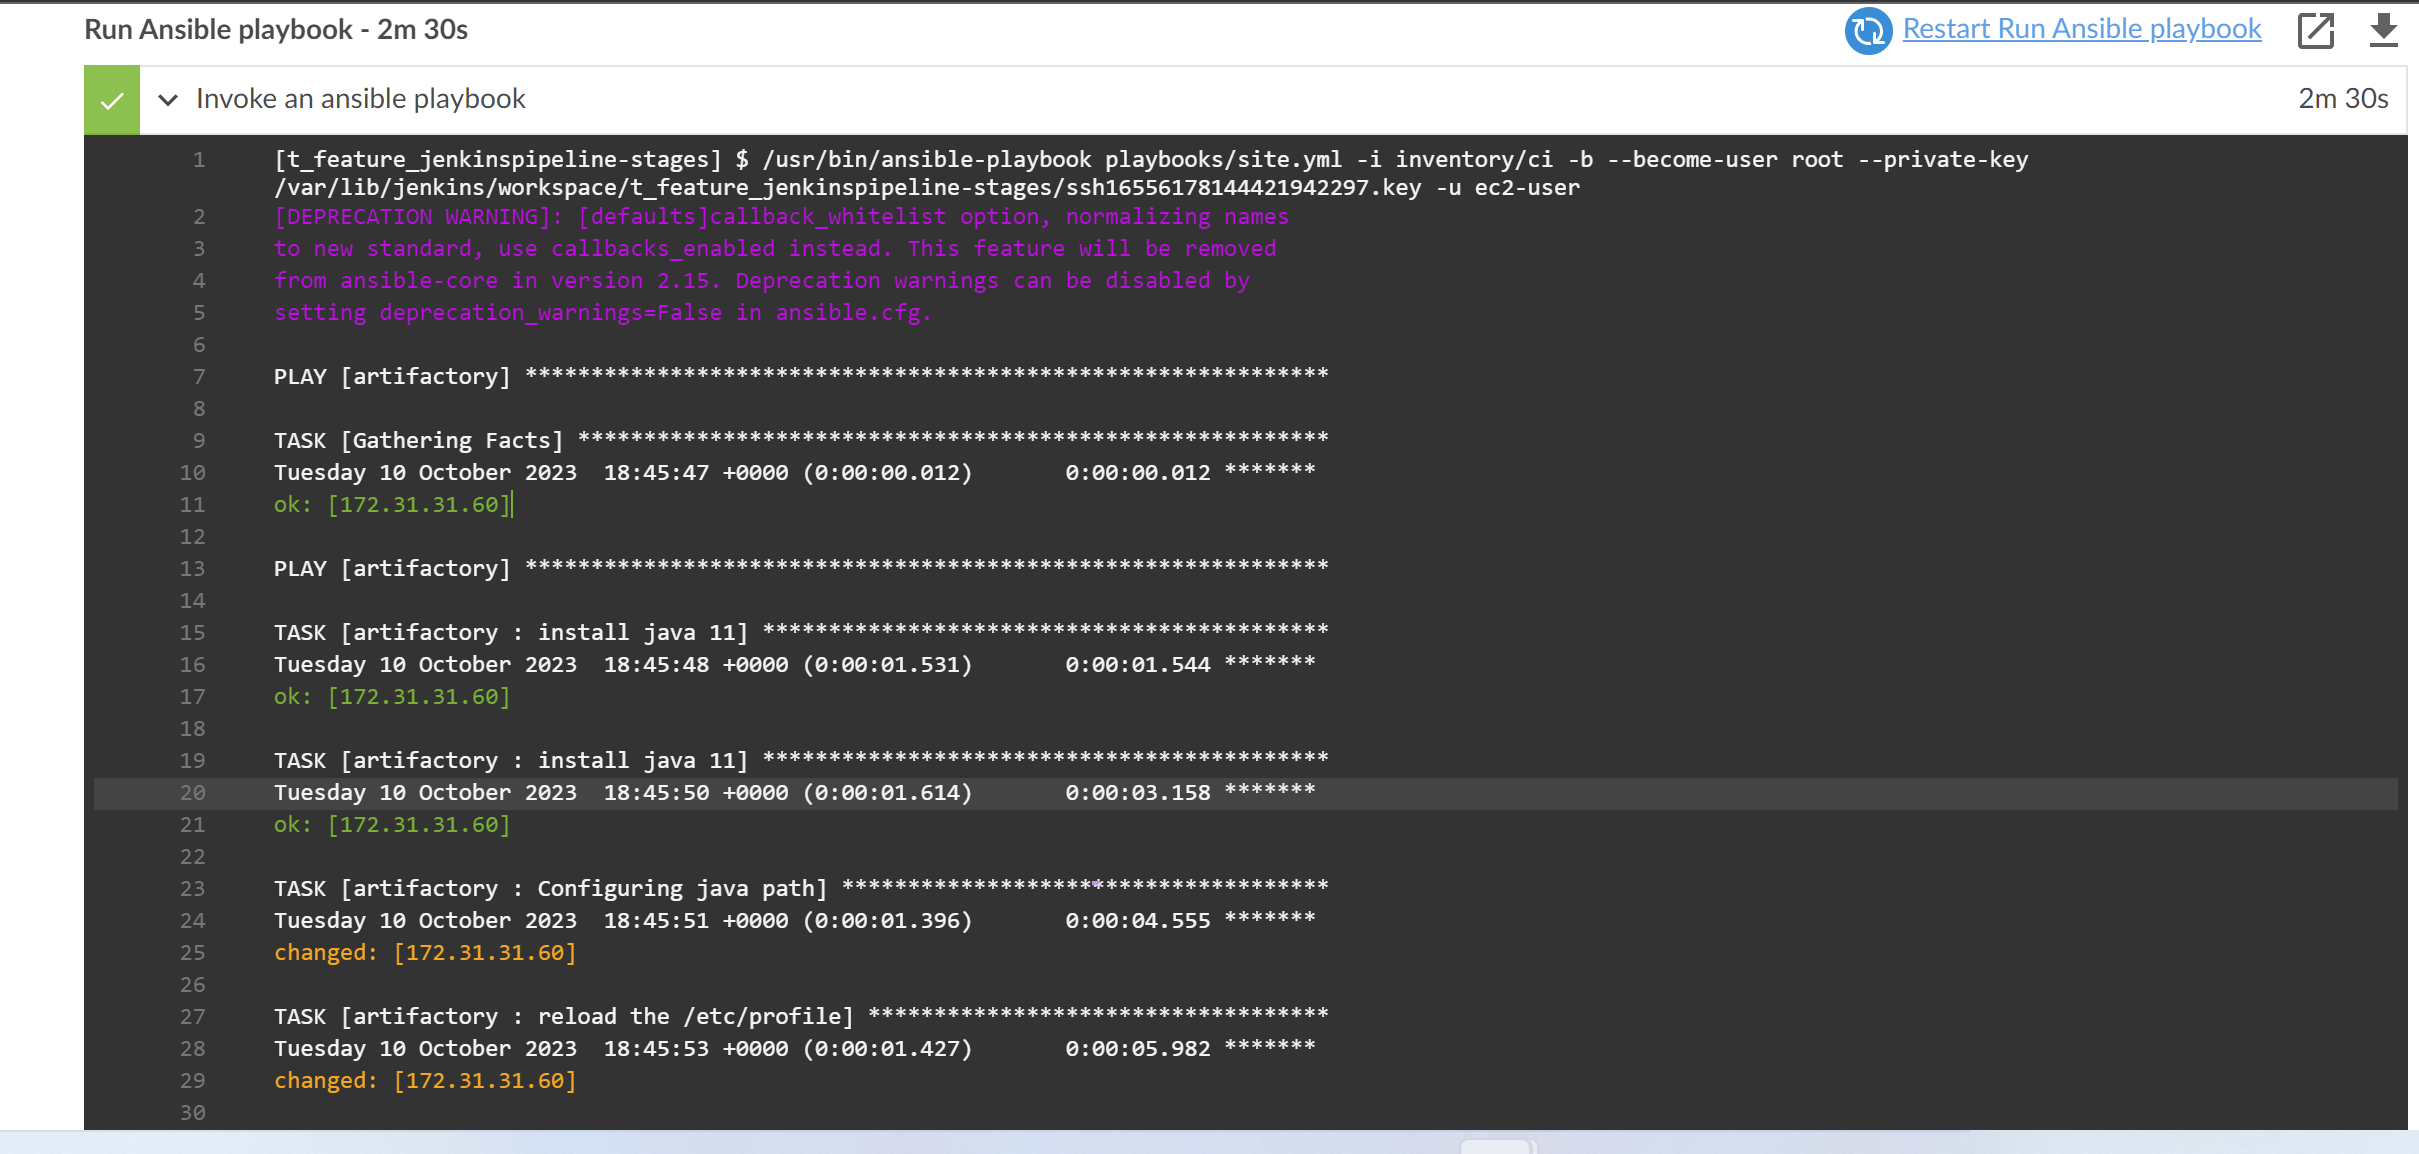 Run Ansible playbook - 2m 30s
Restart Run Ansible playbook
Invoke an ansible playbook
2m 30s
1 [t_feature_jenkinspipeline-stages] $ /usr/bin/ansible-playbook playbooks/site.yml -i inventory/ci -b --become-user root --private-key
/var/lib/jenkins/workspace/t_feature_jenkinspipeline-stages/ssh16556178144421942297.key -u ec2-user
2 [DEPRECATION WARNING]: [defaults]callback_whitelist option, normalizing names
3 to new standard, use callbacks_enabled instead. This feature will be removed
4 from ansible-core in version 2.15. Deprecation warnings can be disabled by
5 setting deprecation_warnings=False in ansible.cfg.
6
7 PLAY [artifactory] *************************************************************
8
9 TASK [Gathering Facts] *********************************************************
10 Tuesday 10 October 2023  18:45:47 +0000 (0:00:00.012)       0:00:00.012 *******
11 ok: [172.31.31.60]
12
13 PLAY [artifactory] *************************************************************
14
15 TASK [artifactory : install java 11] *******************************************
16 Tuesday 10 October 2023  18:45:48 +0000 (0:00:01.531)       0:00:01.544 *******
17 ok: [172.31.31.60]
18
19 TASK [artifactory : install java 11] *******************************************
20 Tuesday 10 October 2023  18:45:50 +0000 (0:00:01.614)       0:00:03.158 *******
21 ok: [172.31.31.60]
22
23 TASK [artifactory : Configuring java path] *************************************
24 Tuesday 10 October 2023  18:45:51 +0000 (0:00:01.396)       0:00:04.555 *******
25 changed: [172.31.31.60]
26
27 TASK [artifactory : reload the /etc/profile] ***********************************
28 Tuesday 10 October 2023  18:45:53 +0000 (0:00:01.427)       0:00:05.982 *******
29 changed: [172.31.31.60]
30